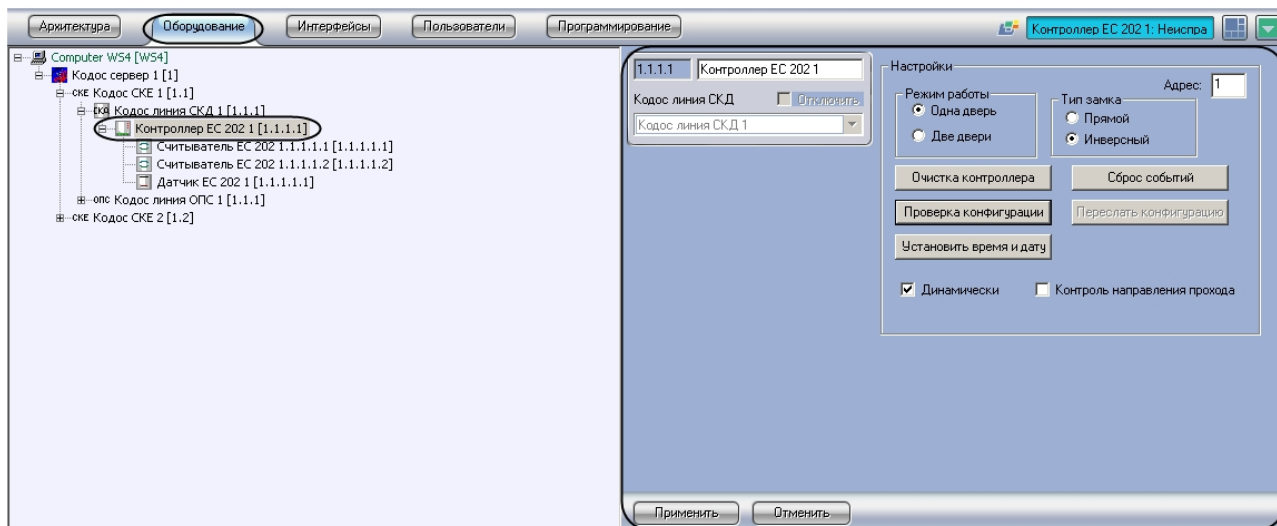 Архитектура Оборудование Интерфейсы Пользователи Программирование Контроллер ЕС 202 1: Неиспра
Computer WS4 [WS4]
Кодос сервер 1 [1]
СКЕ Кодос СКЕ 1 [1.1]
Кодос линия СКД 1 [1.1.1]
Контроллер ЕС 202 1 [1.1.1.1]
Считыватель ЕС 202 1.1.1.1.1 [1.1.1.1.1]
Считыватель ЕС 202 1.1.1.1.2 [1.1.1.1.2]
Датчик ЕС 202 1 [1.1.1.1.1]
ОПС Кодос линия ОПС 1 [1.1.1]
СКЕ Кодос СКЕ 2 [1.2]
1.1.1.1 Контроллер ЕС 202 1
Кодос линия СКД Отключить
Кодос линия СКД 1
Настройки
Адрес: 1
Режим работы
Одна дверь
Две двери
Тип замка
Прямой
Инверсный
Очистка контроллера Сброс событий
Проверка конфигурации Переслать конфигурацию
Установить время и дату
Динамически Контроль направления прохода
Применить Отменить